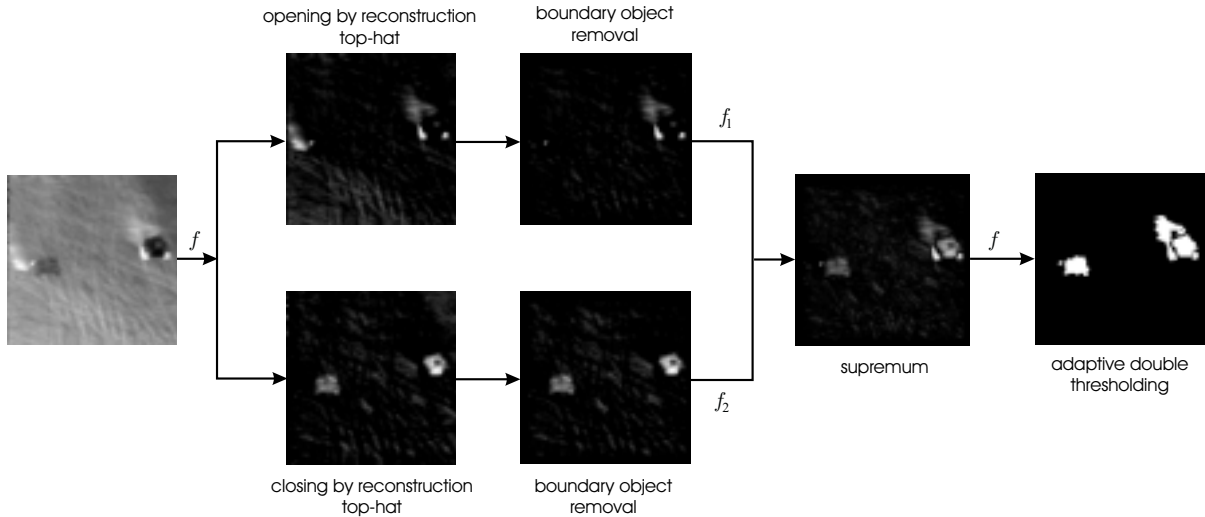 opening by reconstruction
top-hat
boundary object
removal
f1
f
f
supremum
adaptive double
thresholding
f2
closing by reconstruction
top-hat
boundary object
removal